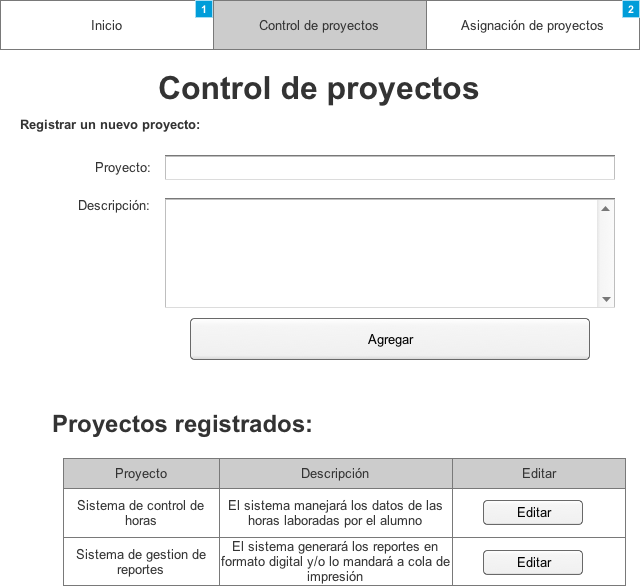 Inicio
1
Control de proyectos
Asignación de proyectos
2
Control de proyectos
Registrar un nuevo proyecto:
Proyecto:
Descripción:
Agregar
Proyectos registrados:
Proyecto
Descripción
Editar
Sistema de control de
horas
El sistema manejará los datos de las
horas laboradas por el alumno
Editar
Sistema de gestion de
reportes
El sistema generará los reportes en
formato digital y/o lo mandará a cola de
impresión
Editar